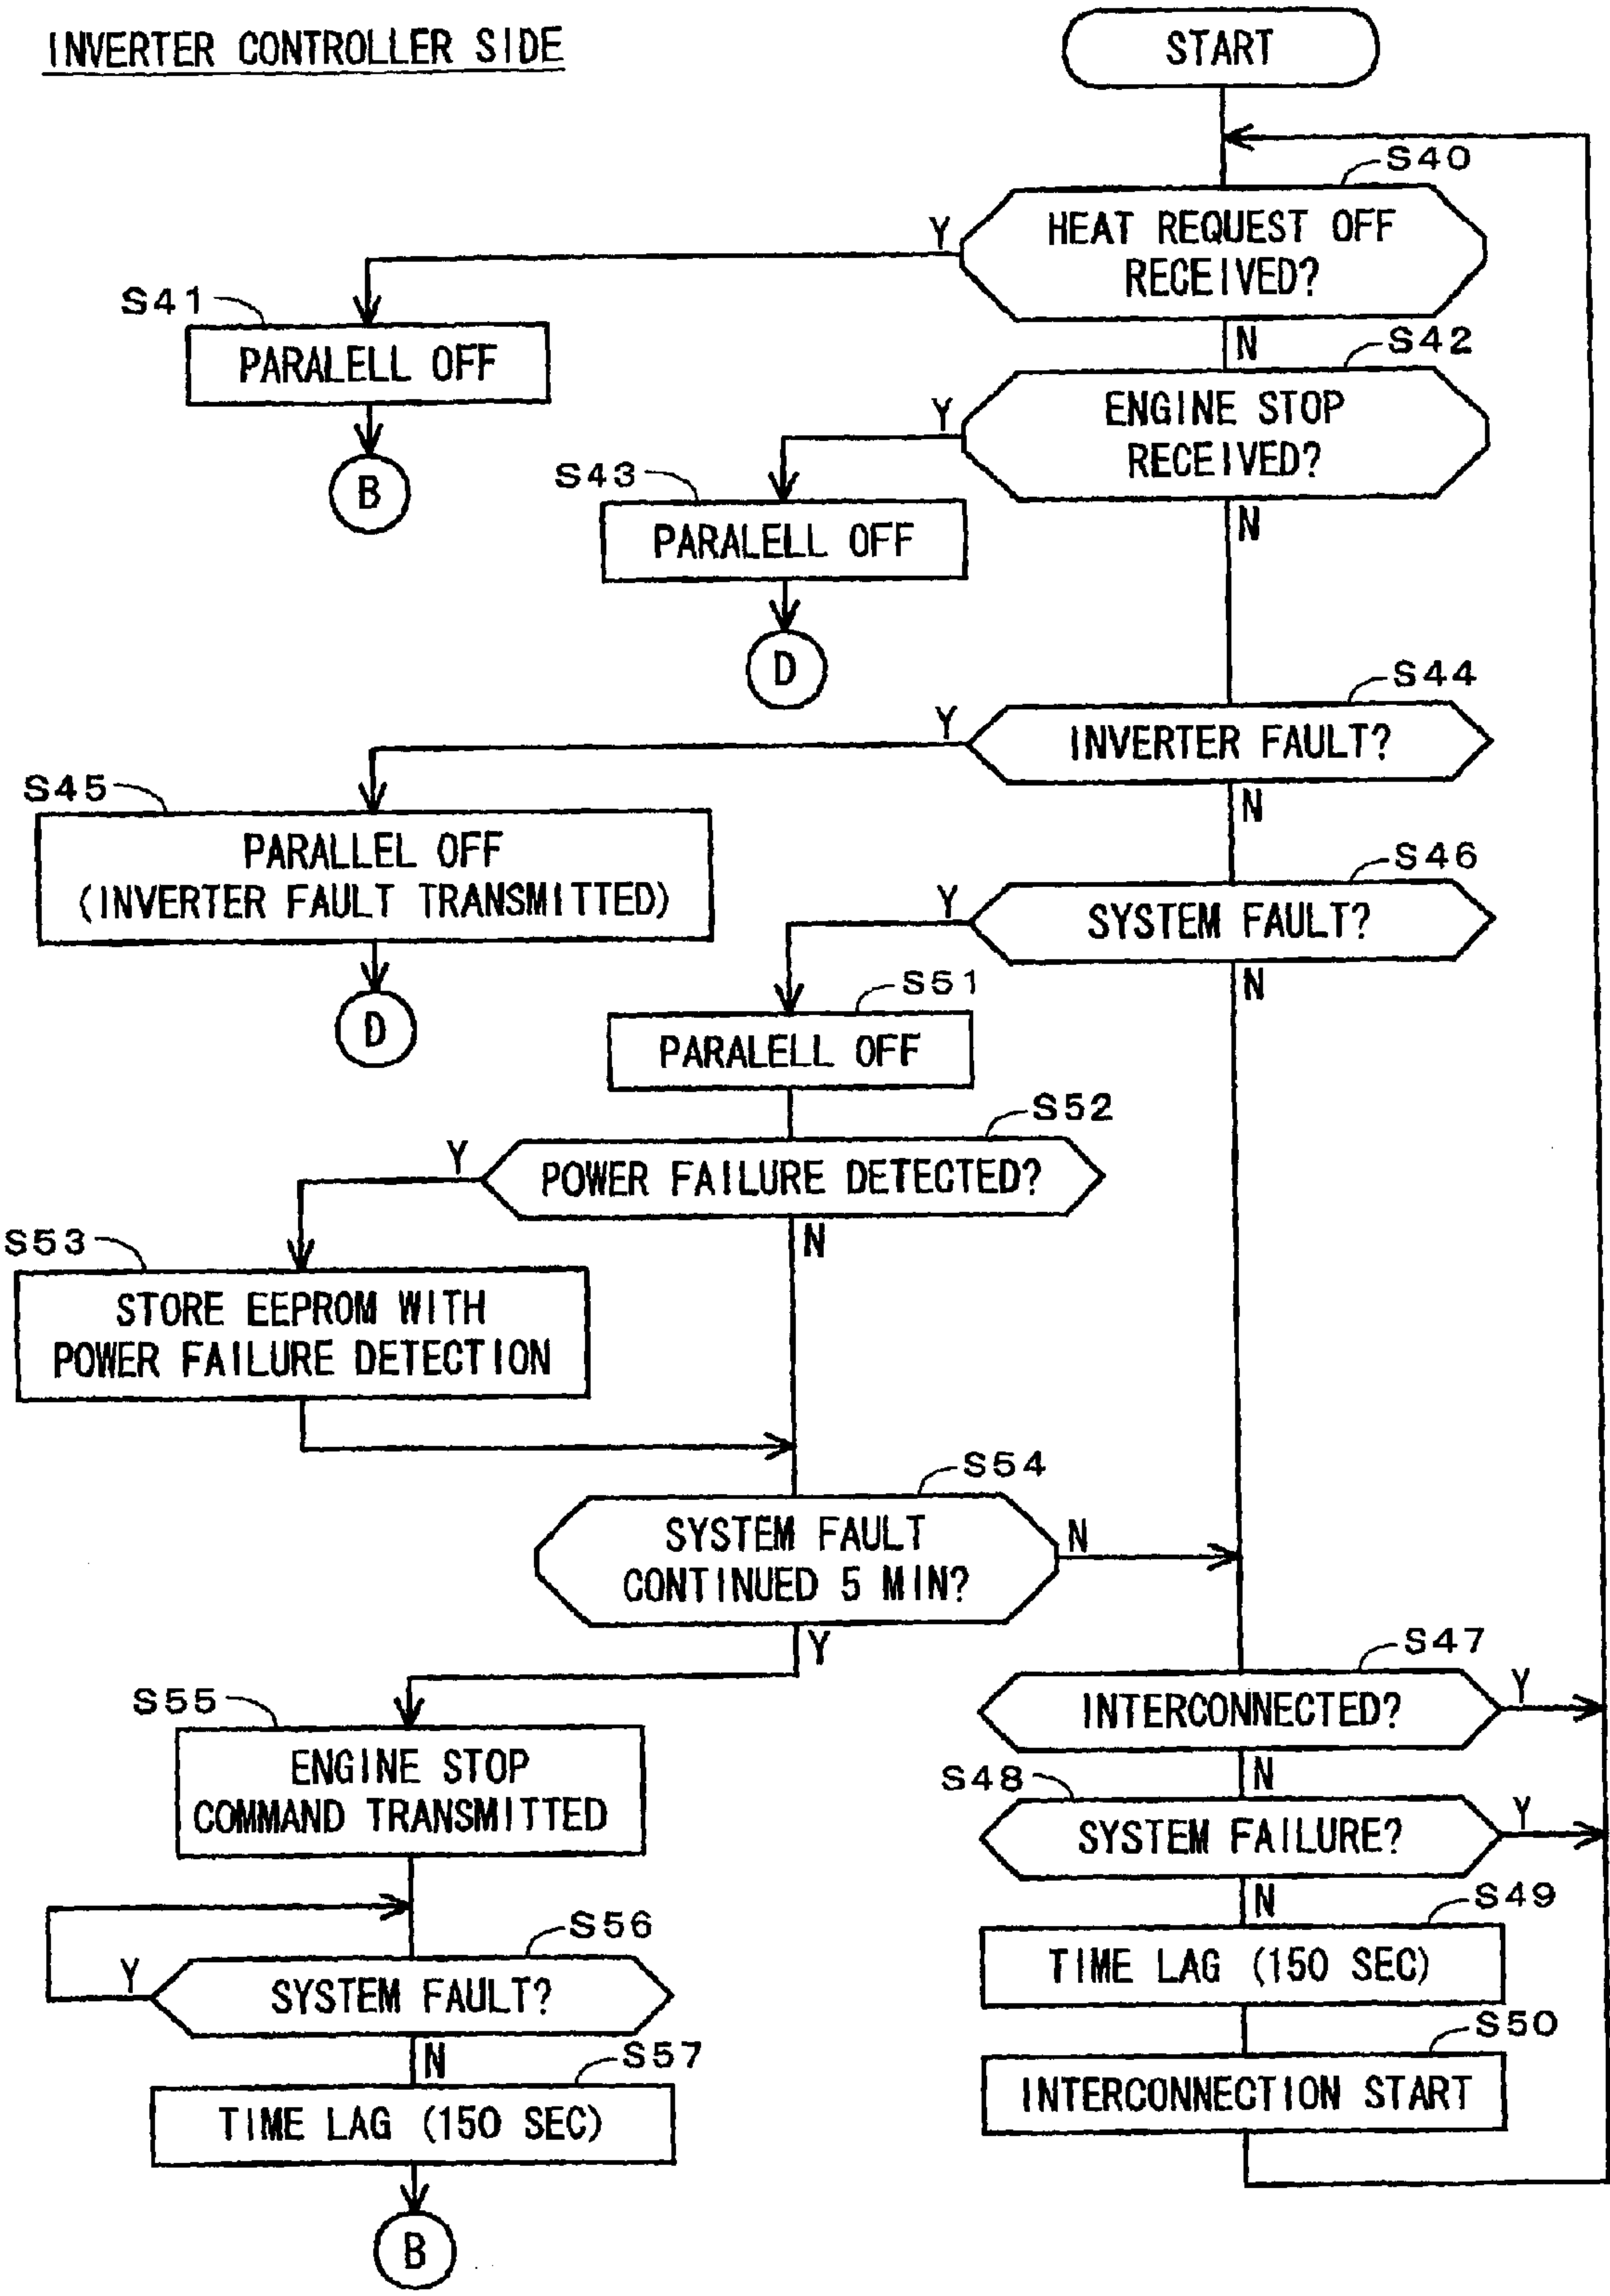 INVERTER CONTROLLER SIDE
START
S40
HEAT REQUEST OFF
RECEIVED?
Y
N
S41
PARALELL OFF
B
S42
ENGINE STOP
RECEIVED?
Y
N
S43
PARALELL OFF
D
S44
INVERTER FAULT?
Y
N
S45
PARALLEL OFF
(INVERTER FAULT TRANSMITTED)
D
S46
SYSTEM FAULT?
Y
N
S51
PARALELL OFF
S52
POWER FAILURE DETECTED?
Y
N
S53
STORE EEPROM WITH
POWER FAILURE DETECTION
S54
SYSTEM FAULT
CONTINUED 5 MIN?
N
Y
S47
INTERCONNECTED?
Y
N
S55
ENGINE STOP
COMMAND TRANSMITTED
S48
SYSTEM FAILURE?
Y
N
S49
TIME LAG (150 SEC)
S56
SYSTEM FAULT?
Y
N
S50
INTERCONNECTION START
S57
TIME LAG (150 SEC)
B